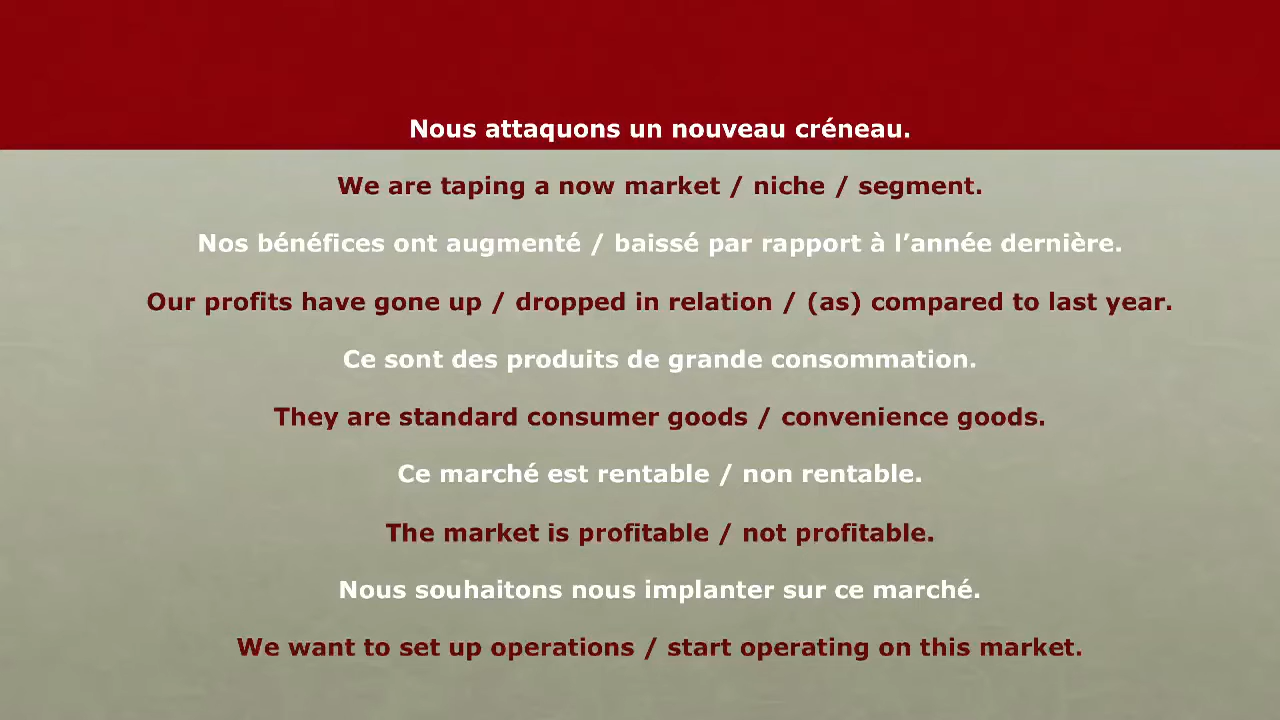 Nous attaquons un nouveau créneau.
We are taping a now market / niche / segment.
Nos bénéfices ont augmenté / baissé par rapport à l’année dernière.
Our profits have gone up / dropped in relation / (as) compared to last year.
Ce sont des produits de grande consommation.
They are standard consumer goods / convenience goods.
Ce marché est rentable / non rentable.
The market is profitable / not profitable.
Nous souhaitons nous implanter sur ce marché.
We want to set up operations / start operating on this market.